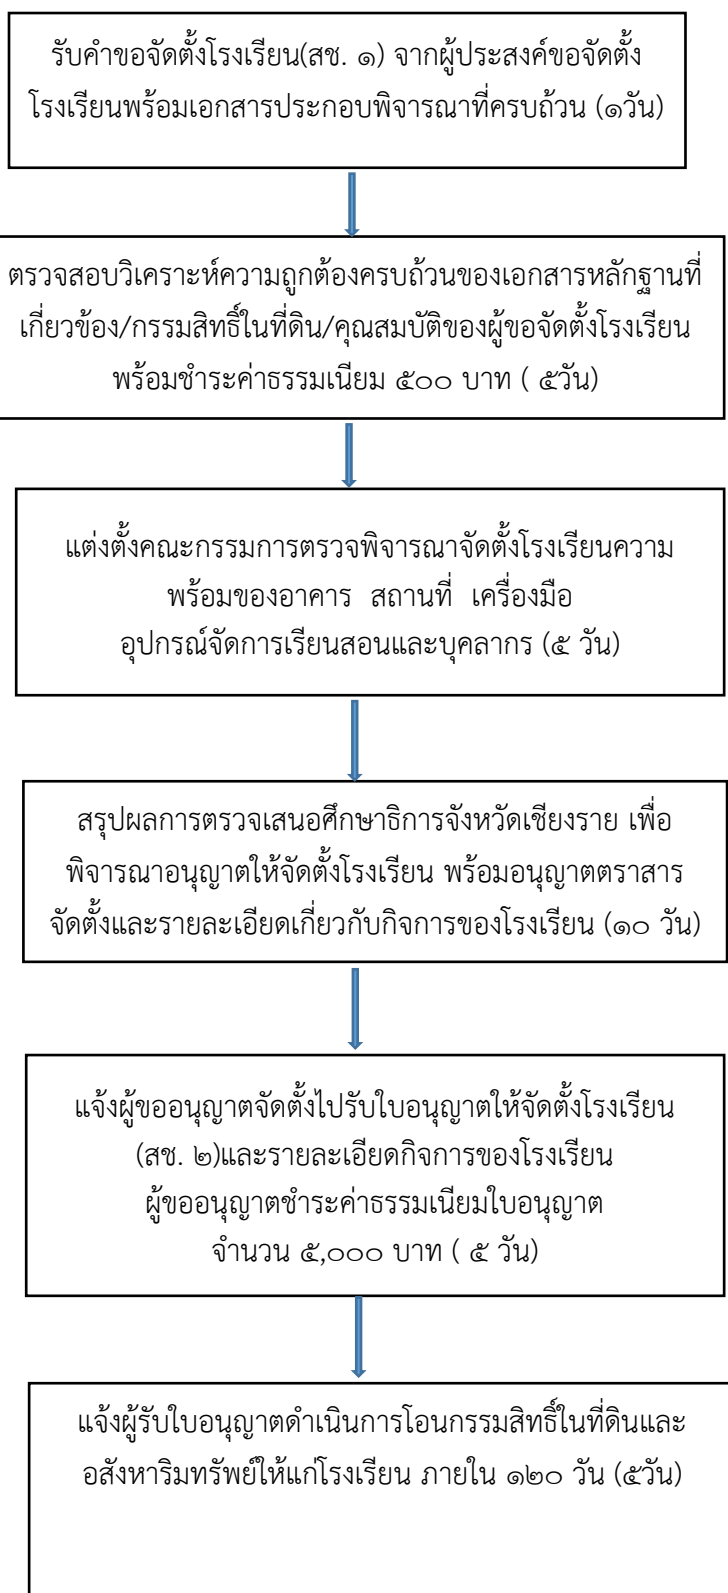 รับคำขอจัดตั้งโรงเรียน(สช. ๑) จากผู้ประสงค์ขอจัดตั้ง
โรงเรียนพร้อมเอกสารประกอบพิจารณาที่ครบถ้วน (๑วัน)
ตรวจสอบวิเคราะห์ความถูกต้องครบถ้วนของเอกสารหลักฐานที่
เกี่ยวข้อง/กรรมสิทธิ์ในที่ดิน/คุณสมบัติของผู้ขอจัดตั้งโรงเรียน
พร้อมชำระค่าธรรมเนียม ๕๐๐ บาท ( ๕วัน)
แต่งตั้งคณะกรรมการตรวจพิจารณาจัดตั้งโรงเรียนความ
พร้อมของอาคาร สถานที่ เครื่องมือ
อุปกรณ์จัดการเรียนสอนและบุคลากร (๕ วัน)
สรุปผลการตรวจเสนอศึกษาธิการจังหวัดเชียงราย เพื่อ
พิจารณาอนุญาตให้จัดตั้งโรงเรียน พร้อมอนุญาตตราสาร
จัดตั้งและรายละเอียดเกี่ยวกับกิจการของโรงเรียน (๑๐ วัน)
แจ้งผู้ขออนุญาตจัดตั้งไปรับใบอนุญาตให้จัดตั้งโรงเรียน
(สช. ๒)และรายละเอียดกิจการของโรงเรียน
ผู้ขออนุญาตชำระค่าธรรมเนียมใบอนุญาต
จำนวน ๕,๐๐๐ บาท ( ๕ วัน)
แจ้งผู้รับใบอนุญาตดำเนินการโอนกรรมสิทธิ์ในที่ดินและ
อสังหาริมทรัพย์ให้แก่โรงเรียน ภายใน ๑๒๐ วัน (๕วัน)